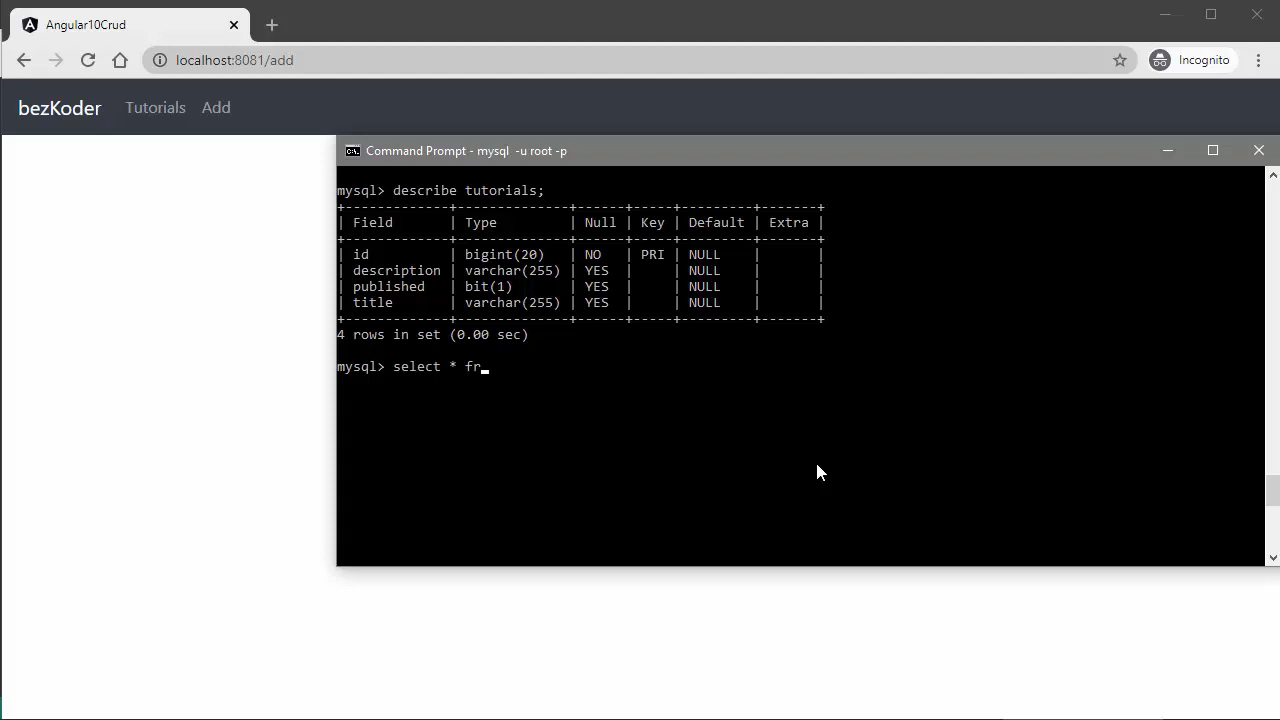 Angular10Crud
localhost:8081/add
Incognito
bezKoder Tutorials Add
Command Prompt - mysql -u root -p
mysql> describe tutorials;
+-------------+--------------+------+-----+---------+-------+
| Field       | Type         | Null | Key | Default | Extra |
+-------------+--------------+------+-----+---------+-------+
| id          | bigint(20)   | NO   | PRI | NULL    |       |
| description | varchar(255) | YES  |     | NULL    |       |
| published   | bit(1)       | YES  |     | NULL    |       |
| title       | varchar(255) | YES  |     | NULL    |       |
+-------------+--------------+------+-----+---------+-------+
4 rows in set (0.00 sec)
mysql> select * fr_